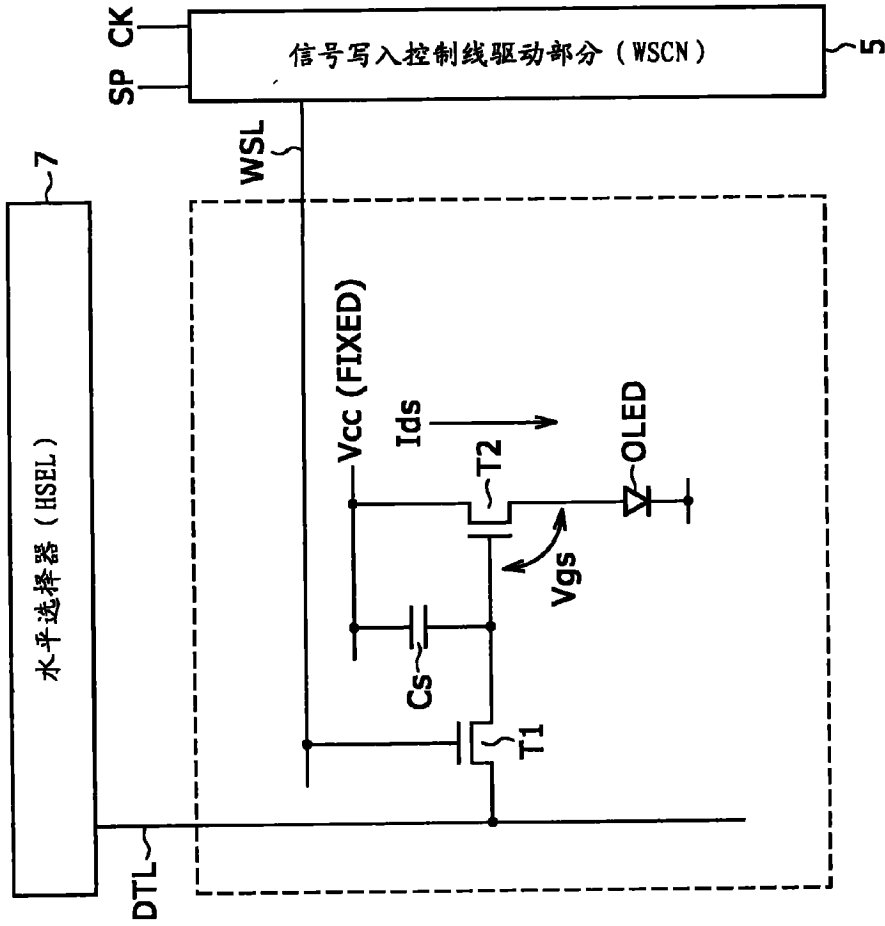 水平选择器（HSEL）
7
DTL
WSL
SP CK
信号写入控制线驱动部分（WSCN）
5
Vcc (FIXED)
Ids
Cs
T1
T2
Vgs
OLED